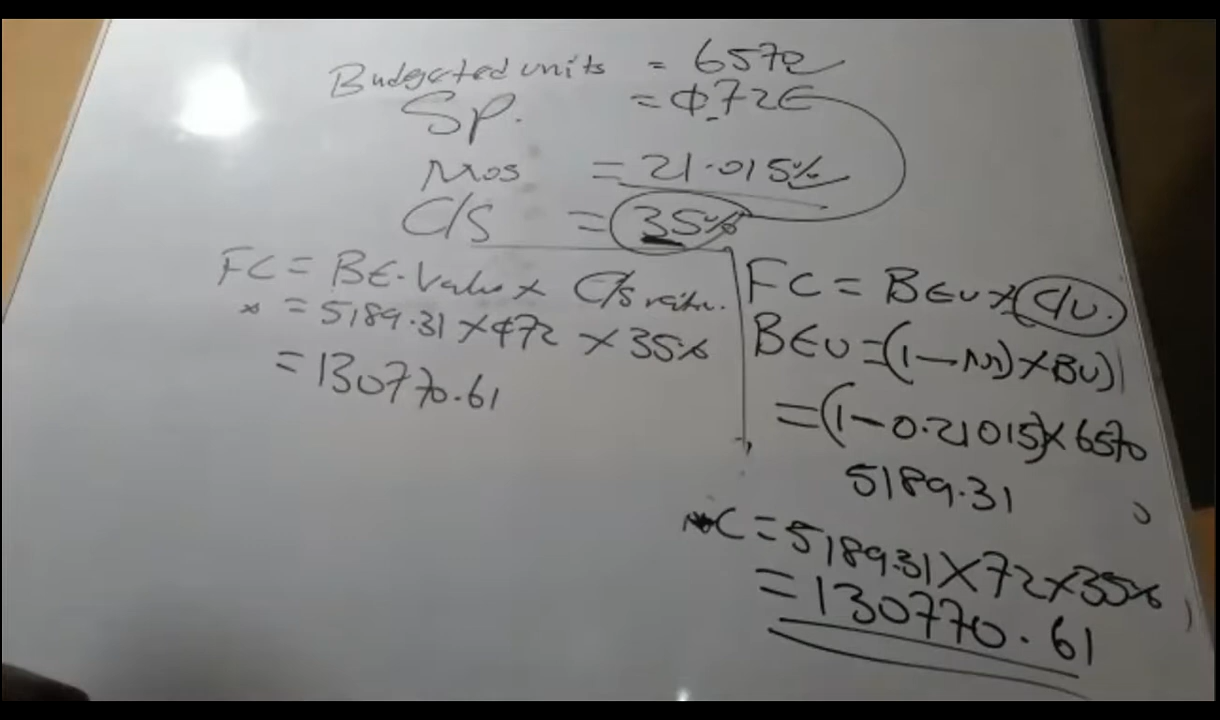 Budgeted units = 6570
SP. = ¢72
MOS = 21.015%
C/S = 35%
FC = BE. Value x C/s ratio.
= 5189.31 x ¢72 x 35%
= 130770.61
FC = BEU x C/U.
BEU = (1 - M) x BU)
= (1 - 0.21015) x 6570
5189.31
C = 5189.31 x 72 x 35%
= 130770.61